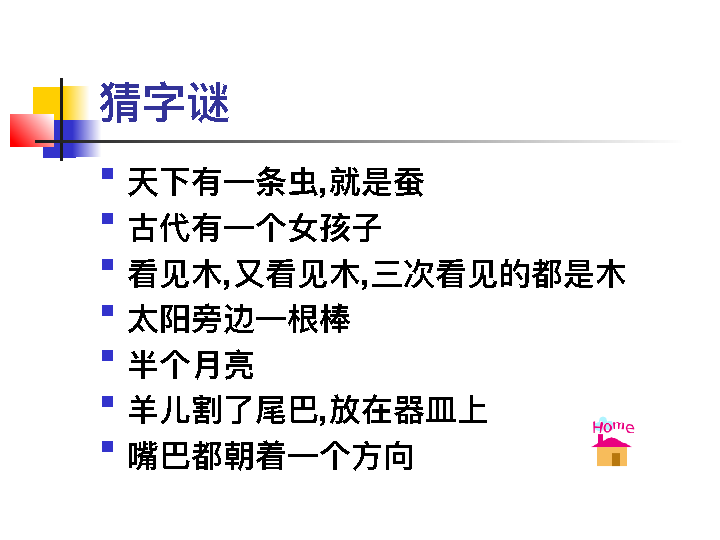 猜字谜
天下有一条虫,就是蚕
古代有一个女孩子
看见木,又看见木,三次看见的都是木
太阳旁边一根棒
半个月亮
羊儿割了尾巴,放在器皿上
嘴巴都朝着一个方向
Home